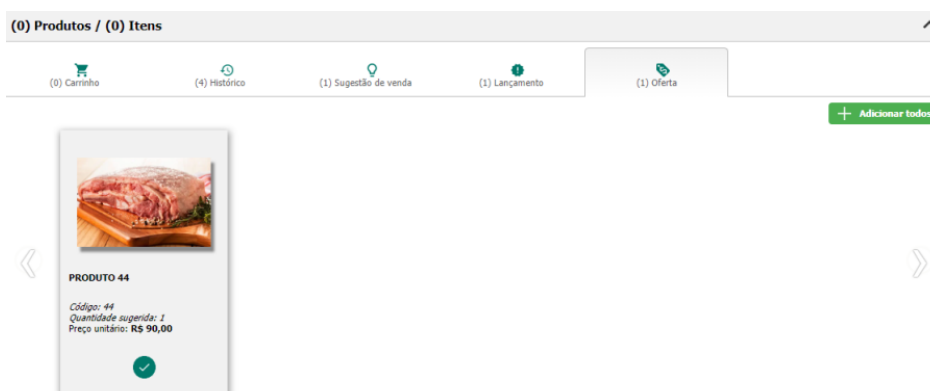 (0) Produtos / (0) Itens
(0) Carrinho
(4) Histórico
(1) Sugestão de venda
(1) Lançamento
(1) Oferta
Adicionar todos
PRODUTO 44
Código: 44
Quantidade sugerida: 1
Preço unitário: R$ 90,00